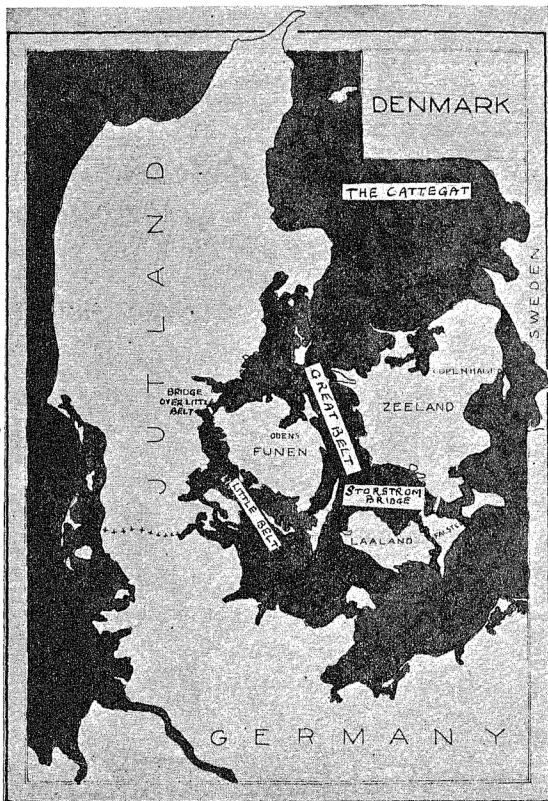 DENMARK
THE CATTEGAT
JUTLAND
SWEDEN
COPENHAGEN
ZEELAND
GREAT BELT
BRIDGE
OVER LITTLE
BELT
ODENS
FUNEN
STORSTROM
BRIDGE
LITTLE BELT
LAALAND
GERMANY